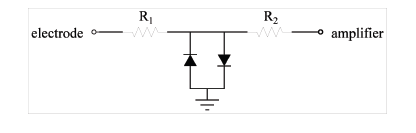 R₁ R₂
electrode amplifier